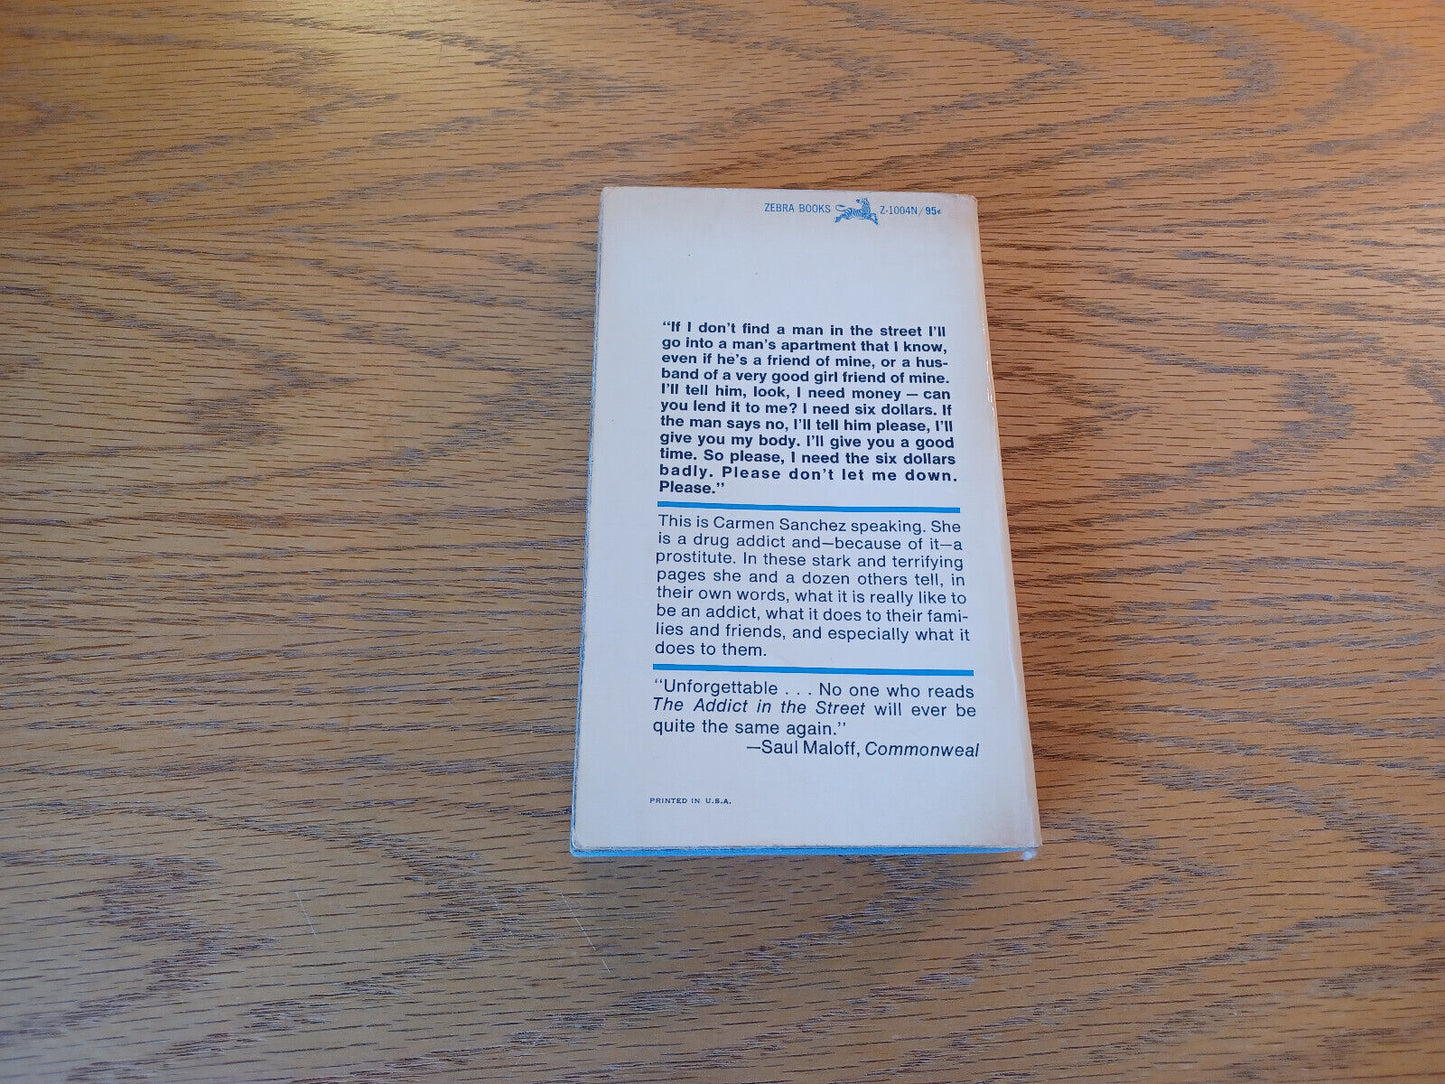 ZEBRA BOOKS Z-1004N/95¢
"If I don't find a man in the street I'll
go into a man's apartment that I know,
even if he's a friend of mine, or a hus-
band of a very good girl friend of mine.
I'll tell him, look, I need money — can
you lend it to me? I need six dollars. If
the man says no, I'll tell him please, I'll
give you my body. I'll give you a good
time. So please, I need the six dollars
badly. Please don't let me down.
Please."
This is Carmen Sanchez speaking. She
is a drug addict and—because of it—a
prostitute. In these stark and terrifying
pages she and a dozen others tell, in
their own words, what it is really like to
be an addict, what it does to their fami-
lies and friends, and especially what it
does to them.
"Unforgettable . . . No one who reads
The Addict in the Street will ever be
quite the same again."
—Saul Maloff, Commonweal
PRINTED IN U.S.A.